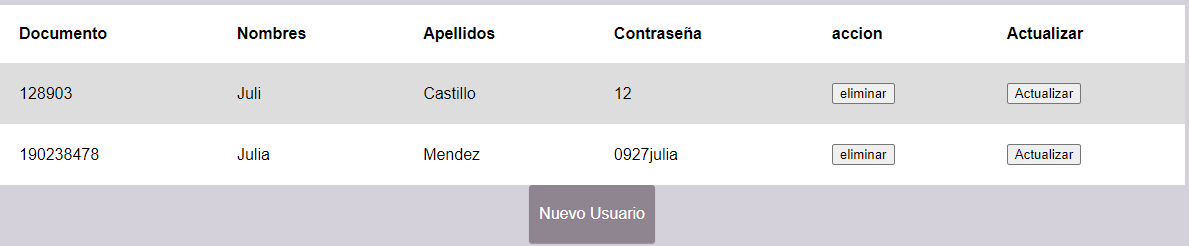 Documento Nombres Apellidos Contraseña accion Actualizar
128903 Juli Castillo 12 eliminar Actualizar
190238478 Julia Mendez 0927julia eliminar Actualizar
Nuevo Usuario